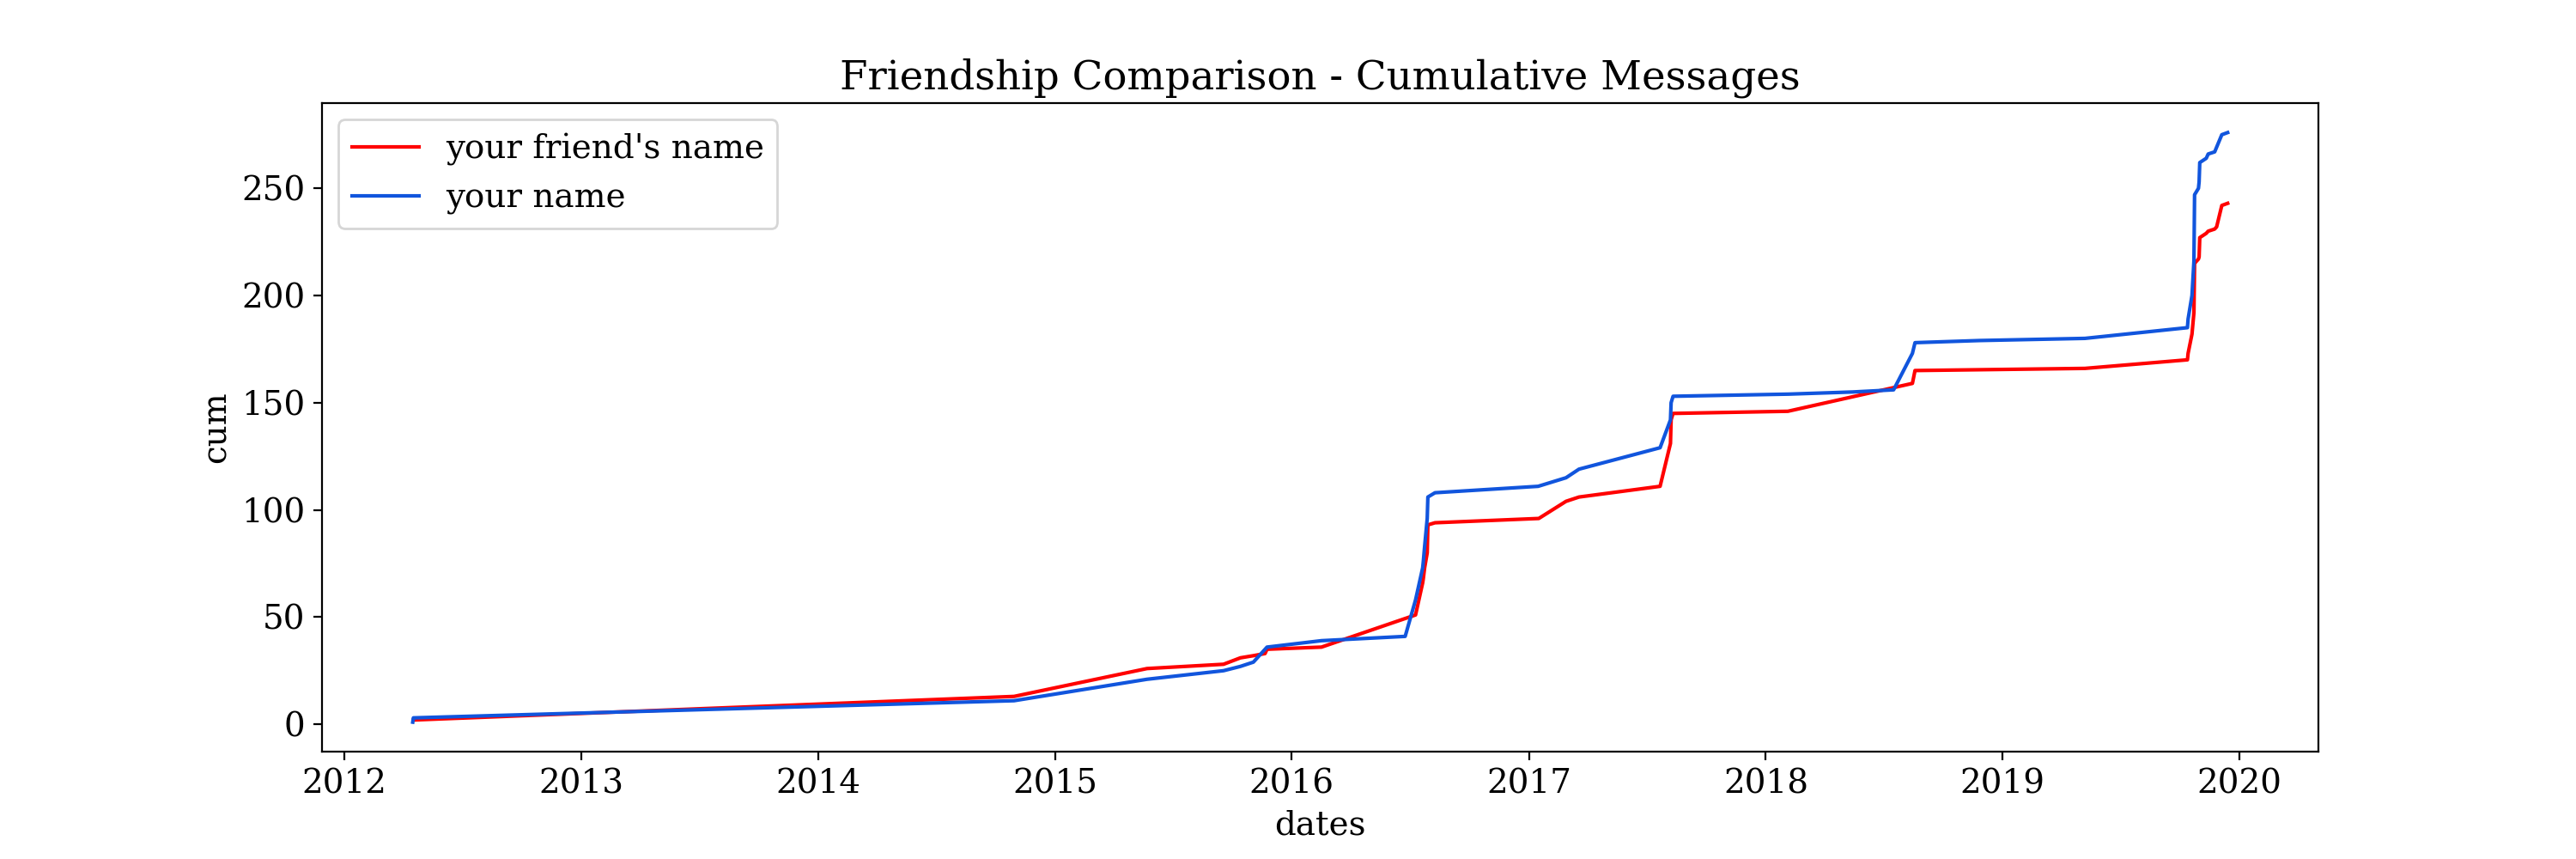 Friendship Comparison - Cumulative Messages
your friend's name
your name
250
200
150
100
50
0
cum
2012 2013 2014 2015 2016 2017 2018 2019 2020
dates